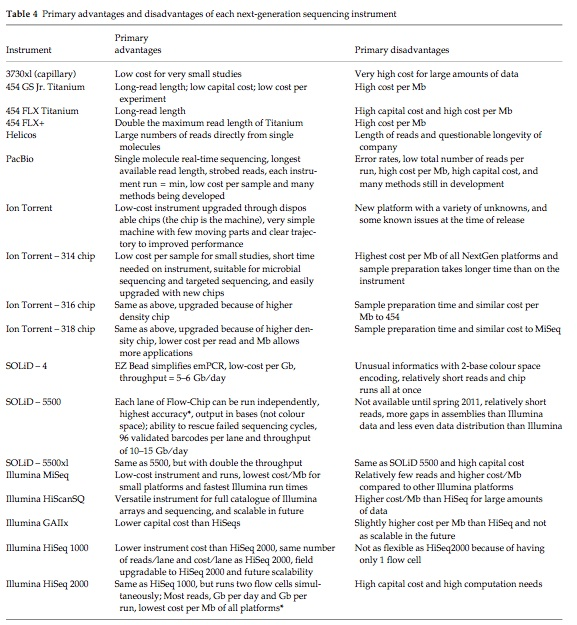 Table 4 Primary advantages and disadvantages of each next-generation sequencing instrument
Instrument Primary advantages Primary disadvantages
3730xl (capillary) Low cost for very small studies Very high cost for large amounts of data
454 GS Jr. Titanium Long-read length; low capital cost; low cost per High cost per Mb
experiment
454 FLX Titanium Long-read length High capital cost and high cost per Mb
454 FLX+ Double the maximum read length of Titanium High cost per Mb
Helicos Large numbers of reads directly from single Length of reads and questionable longevity of
molecules company
PacBio Single molecule real-time sequencing, longest Error rates, low total number of reads per
available read length, strobed reads, each instru- run, high cost per Mb, high capital cost, and
ment run = min, low cost per sample and many many methods still in development
methods being developed
Ion Torrent Low-cost instrument upgraded through dispos New platform with a variety of unknowns, and
able chips (the chip is the machine), very simple some known issues at the time of release
machine with few moving parts and clear trajec-
tory to improved performance
Ion Torrent – 314 chip Low cost per sample for small studies, short time Highest cost per Mb of all NextGen platforms and
needed on instrument, suitable for microbial sample preparation takes longer time than on the
sequencing and targeted sequencing, and easily instrument
upgraded with new chips
Ion Torrent – 316 chip Same as above, upgraded because of higher Sample preparation time and similar cost per
density chip Mb to 454
Ion Torrent – 318 chip Same as above, upgraded because of higher den- Sample preparation time and similar cost to MiSeq
sity chip, lower cost per read and Mb allows
more applications
SOLiD – 4 EZ Bead simplifies emPCR, low-cost per Gb, Unusual informatics with 2-base colour space
throughput = 5–6 Gb/day encoding, relatively short reads and chip
runs all at once
SOLiD – 5500 Each lane of Flow-Chip can be run independently, Not available until spring 2011, relatively short
highest accuracy*, output in bases (not colour reads, more gaps in assemblies than Illumina
space); ability to rescue failed sequencing cycles, data and less even data distribution than Illumina
96 validated barcodes per lane and throughput
of 10–15 Gb/day
SOLiD – 5500xl Same as 5500, but with double the throughput Same as SOLiD 5500 and high capital cost
Illumina MiSeq Low-cost instrument and runs, lowest cost/Mb for Relatively few reads and higher cost/Mb
small platforms and fastest Illumina run times compared to other Illumina platforms
Illumina HiScanSQ Versatile instrument for full catalogue of Illumina Higher cost/Mb than HiSeq for large amounts
arrays and sequencing, and scalable in future of data
Illumina GAIIx Lower capital cost than HiSeqs Slightly higher cost per Mb than HiSeq and not
as scalable in the future
Illumina HiSeq 1000 Lower instrument cost than HiSeq 2000, same number Not as flexible as HiSeq2000 because of having
of reads/lane and cost/lane as HiSeq 2000, field only 1 flow cell
upgradable to HiSeq 2000 and future scalability
Illumina HiSeq 2000 Same as HiSeq 1000, but runs two flow cells simul- High capital cost and high computation needs
taneously; Most reads, Gb per day and Gb per
run, lowest cost per Mb of all platforms*